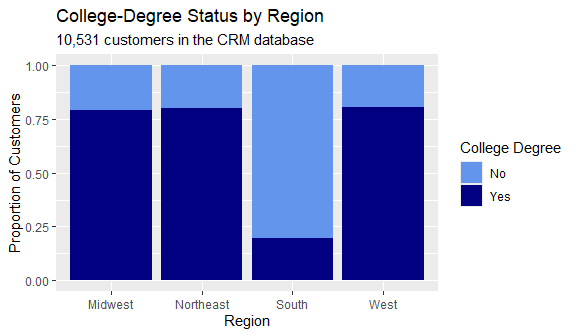 College-Degree Status by Region
10,531 customers in the CRM database
Proportion of Customers
1.00
0.75
0.50
0.25
0.00
Midwest Northeast South West
Region
College Degree
No
Yes